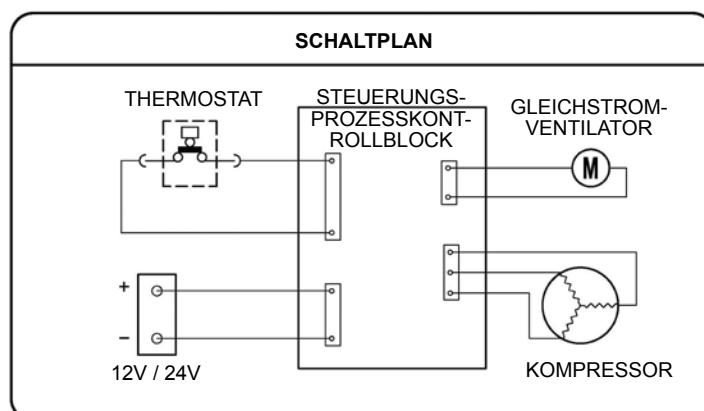 SCHALTPLAN
THERMOSTAT
STEUERUNGS-
PROZESSKONT-
ROLLBLOCK
GLEICHSTROM-
VENTILATOR
M
+
–
12V / 24V
KOMPRESSOR